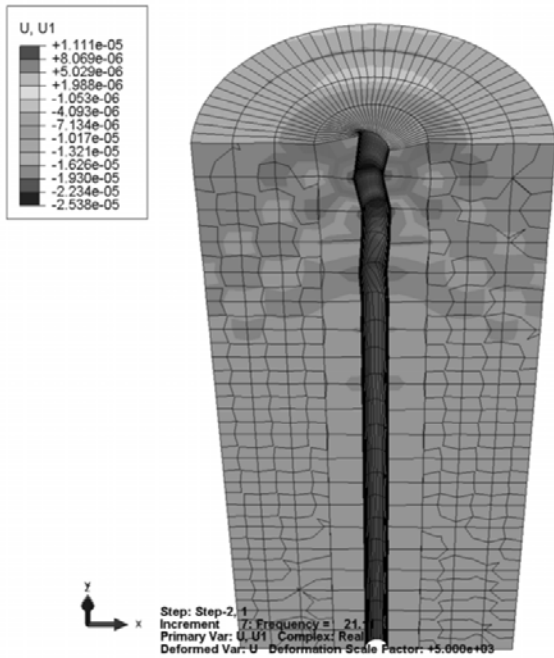 U, U1
+1.111e-05
+8.069e-06
+5.029e-06
+1.988e-06
-1.053e-06
-4.093e-06
-7.134e-06
-1.017e-05
-1.321e-05
-1.626e-05
-1.930e-05
-2.234e-05
-2.538e-05
y
x
Step: Step-2, 1
Increment 7: Frequency =
Primary Var: U, U1 Complex: Real
Deformed Var: U Deformation Scale Factor: +5.000e+03